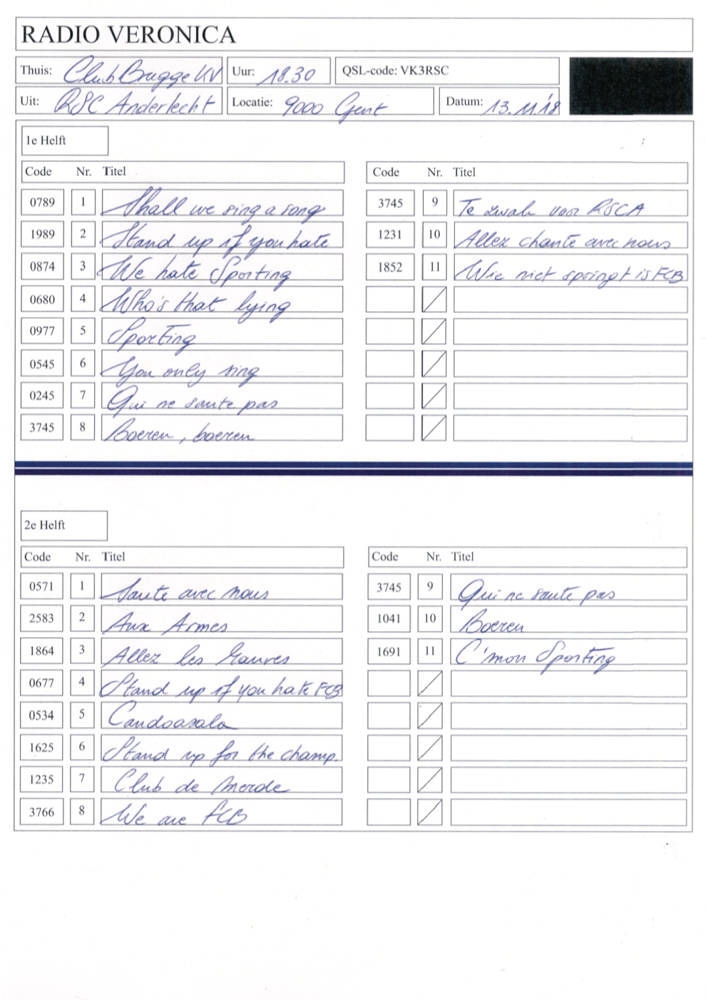 RADIO VERONICA
Thuis: Club Brugge KV Uur: 18.30 QSL-code: VK3RSC
Uit: RSC Anderlecht Locatie: 9000 Gent Datum: 13.11.18
1e Helft
Code Nr. Titel
0789 1 Shall we sing a song
1989 2 Stand up if you hate
0874 3 We hate Sporting
0680 4 Who's that lying
0977 5 Sporting
0545 6 You only sing
0245 7 Qui ne saute pas
3745 8 Boeren, boeren
Code Nr. Titel
3745 9 Te zwak voor RSCA
1231 10 Allez chante avec nous
1852 11 Wie niet springt is FCB
2e Helft
Code Nr. Titel
0571 1 Saute avec nous
2583 2 Aux Armes
1864 3 Allez les Mauves
0677 4 Stand up if you hate FCB
0534 5 Candoasala
1625 6 Stand up for the champ.
1235 7 Club de Merde
3766 8 We are FCB
Code Nr. Titel
3745 9 Qui ne saute pas
1041 10 Boeren
1691 11 C'mon Sporting